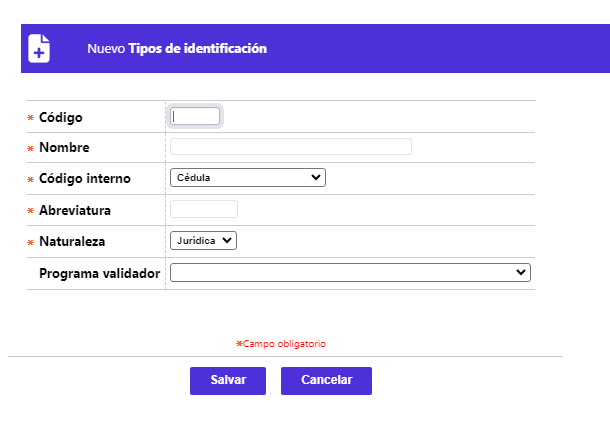 Nuevo Tipos de identificación
* Código
* Nombre
* Código interno Cédula
* Abreviatura
* Naturaleza Jurídica
Programa validador
*Campo obligatorio
Salvar Cancelar